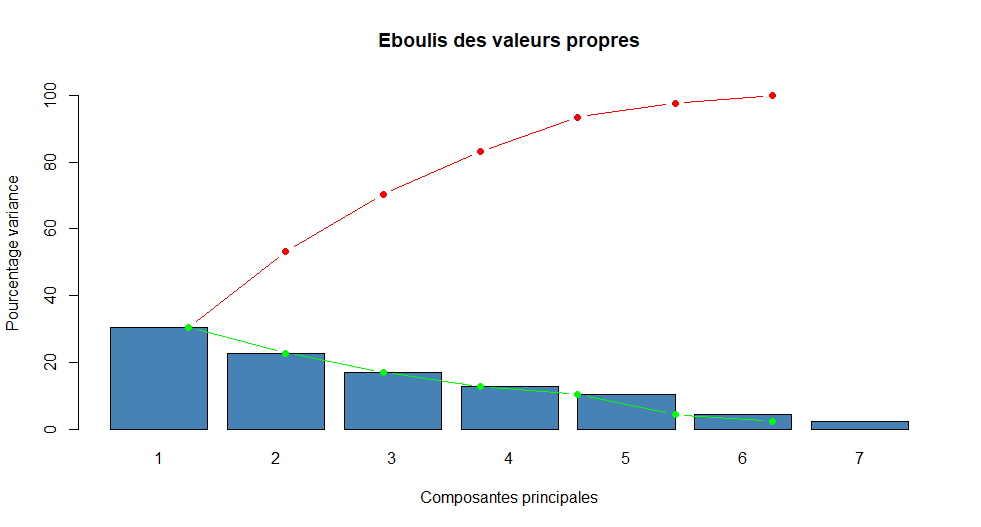 Eboulis des valeurs propres
Pourcentage variance
100
80
60
40
20
0
1 2 3 4 5 6 7
Composantes principales